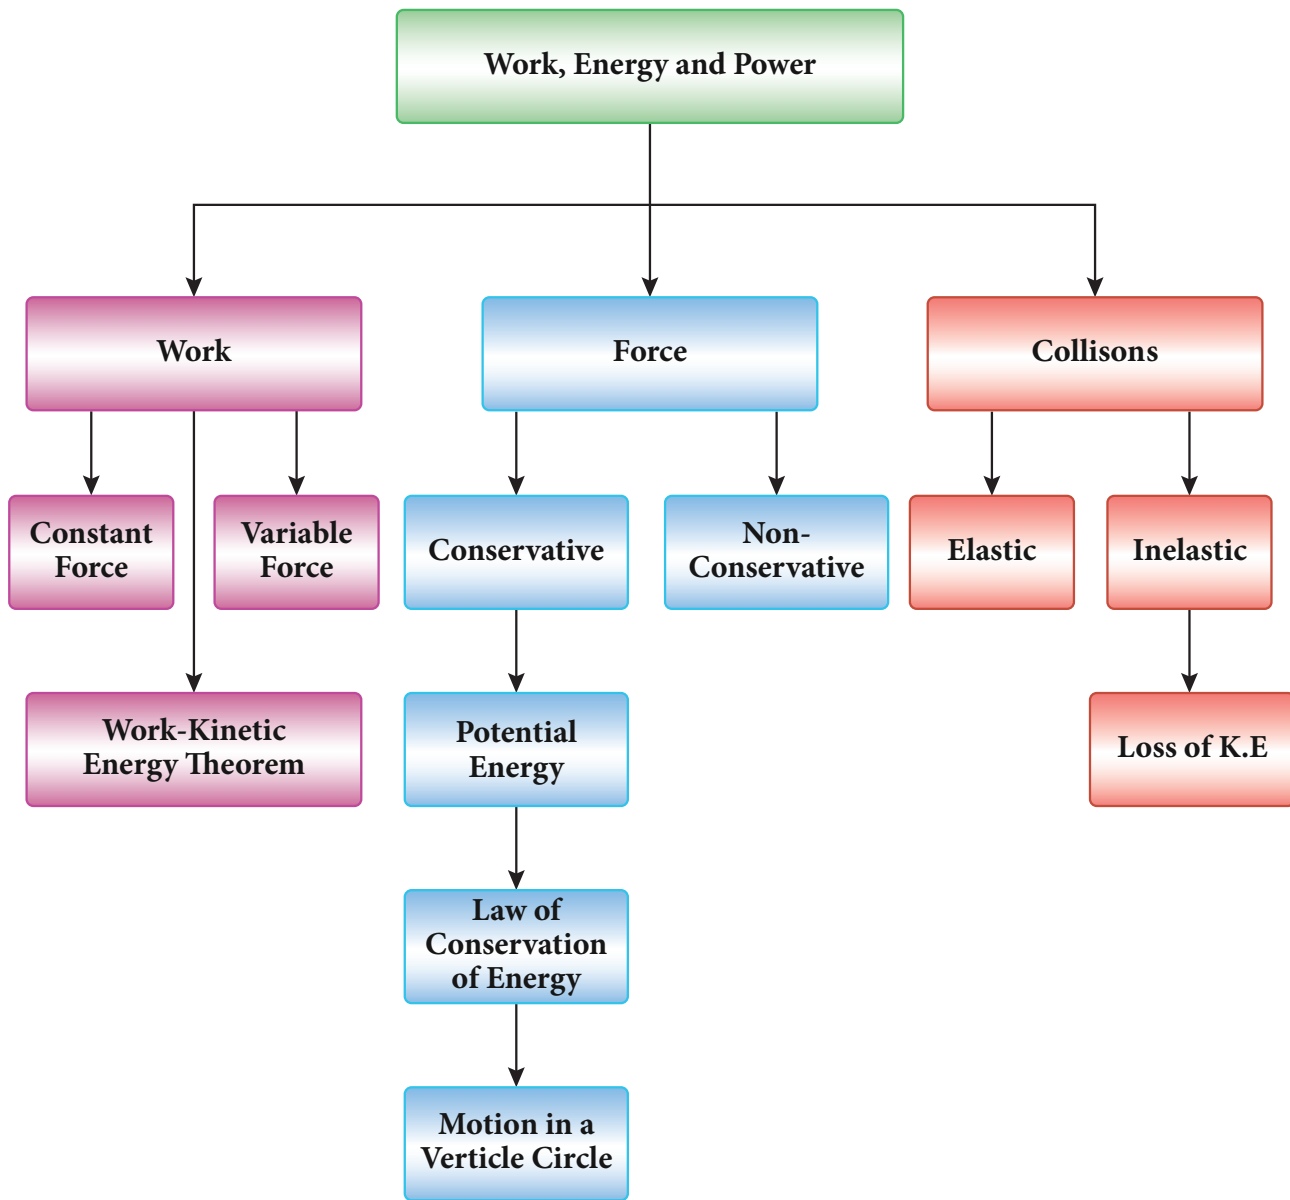 Work, Energy and Power
Work
Force
Collisons
Constant
Force
Variable
Force
Conservative
Non-
Conservative
Elastic
Inelastic
Work-Kinetic
Energy Theorem
Potential
Energy
Loss of K.E
Law of
Conservation
of Energy
Motion in a
Verticle Circle